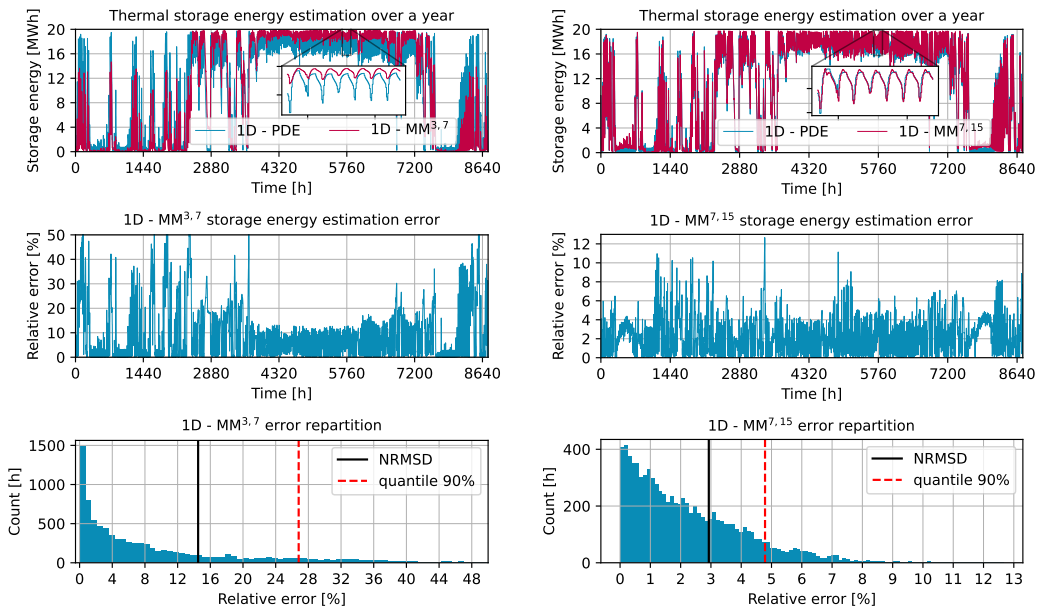 Thermal storage energy estimation over a year
Storage energy [MWh]
20
16
12
8
4
0
1D - PDE
1D - MM³,⁷
0 1440 2880 4320 5760 7200 8640
Time [h]
Thermal storage energy estimation over a year
Storage energy [MWh]
20
16
12
8
4
0
1D - PDE
1D - MM⁷,¹⁵
0 1440 2880 4320 5760 7200 8640
Time [h]
1D - MM³,⁷ storage energy estimation error
Relative error [%]
50
40
30
20
10
0
0 1440 2880 4320 5760 7200 8640
Time [h]
1D - MM⁷,¹⁵ storage energy estimation error
Relative error [%]
12
10
8
6
4
2
0
0 1440 2880 4320 5760 7200 8640
Time [h]
1D - MM³,⁷ error repartition
Count [h]
1500
1000
500
0
NRMSD
quantile 90%
0 4 8 12 16 20 24 28 32 36 40 44 48
Relative error [%]
1D - MM⁷,¹⁵ error repartition
Count [h]
400
200
0
NRMSD
quantile 90%
0 1 2 3 4 5 6 7 8 9 10 11 12 13
Relative error [%]